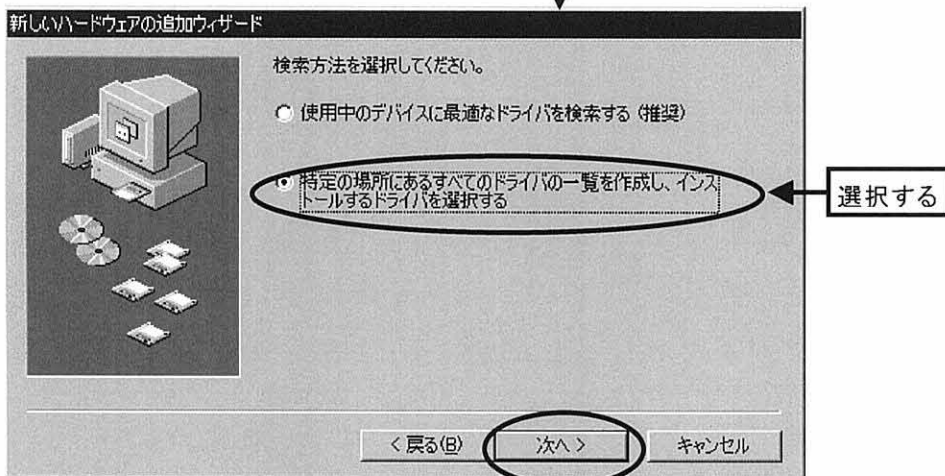 新しいハードウェアの追加ウィザード
検索方法を選択してください。
使用中のデバイスに最適なドライバを検索する (推奨)
特定の場所にあるすべてのドライバの一覧を作成し、インス
トールするドライバを選択する
選択する
< 戻る(B)
次へ >
キャンセル